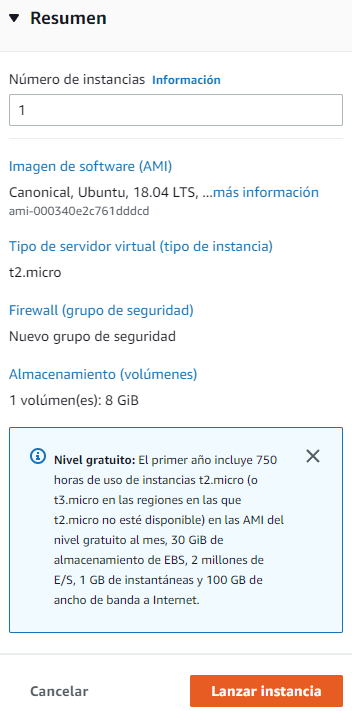 Resumen
Número de instancias Información
1
Imagen de software (AMI)
Canonical, Ubuntu, 18.04 LTS, ...más información
ami-000340e2c761dddcd
Tipo de servidor virtual (tipo de instancia)
t2.micro
Firewall (grupo de seguridad)
Nuevo grupo de seguridad
Almacenamiento (volúmenes)
1 volúmen(es): 8 GiB
Nivel gratuito: El primer año incluye 750
horas de uso de instancias t2.micro (o
t3.micro en las regiones en las que
t2.micro no esté disponible) en las AMI del
nivel gratuito al mes, 30 GiB de
almacenamiento de EBS, 2 millones de
E/S, 1 GB de instantáneas y 100 GB de
ancho de banda a Internet.
Cancelar
Lanzar instancia